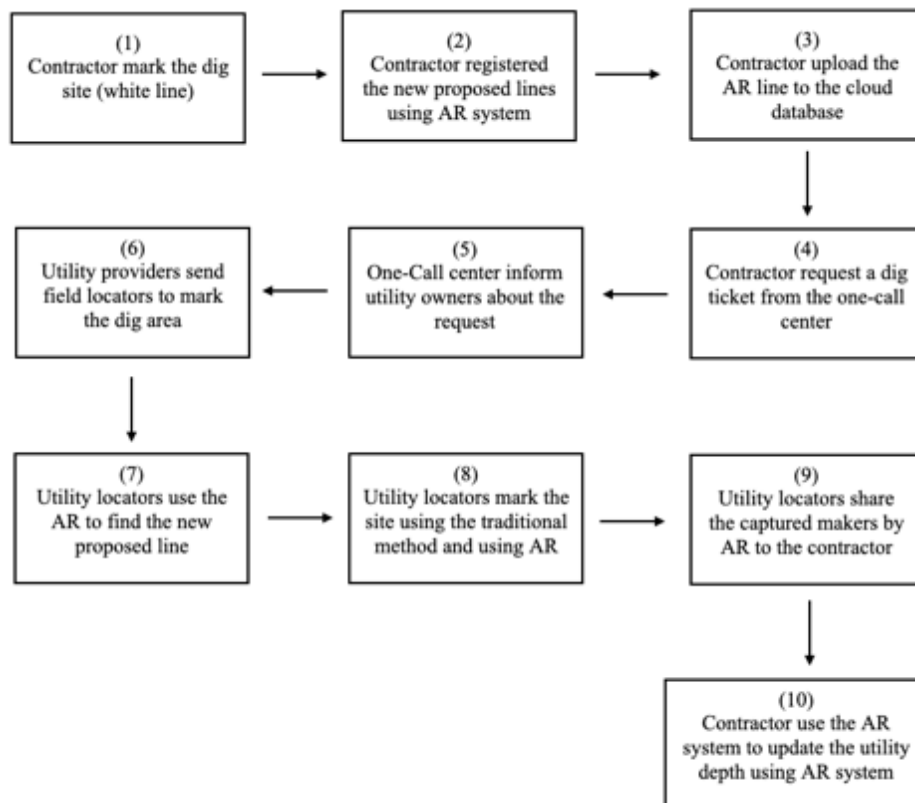 (1)
Contractor mark the dig
site (white line)
(2)
Contractor registered
the new proposed lines
using AR system
(3)
Contractor upload the
AR line to the cloud
database
(4)
Contractor request a dig
ticket from the one-call
center
(5)
One-Call center inform
utility owners about the
request
(6)
Utility providers send
field locators to mark
the dig area
(7)
Utility locators use the
AR to find the new
proposed line
(8)
Utility locators mark the
site using the traditional
method and using AR
(9)
Utility locators share
the captured makers by
AR to the contractor
(10)
Contractor use the AR
system to update the utility
depth using AR system